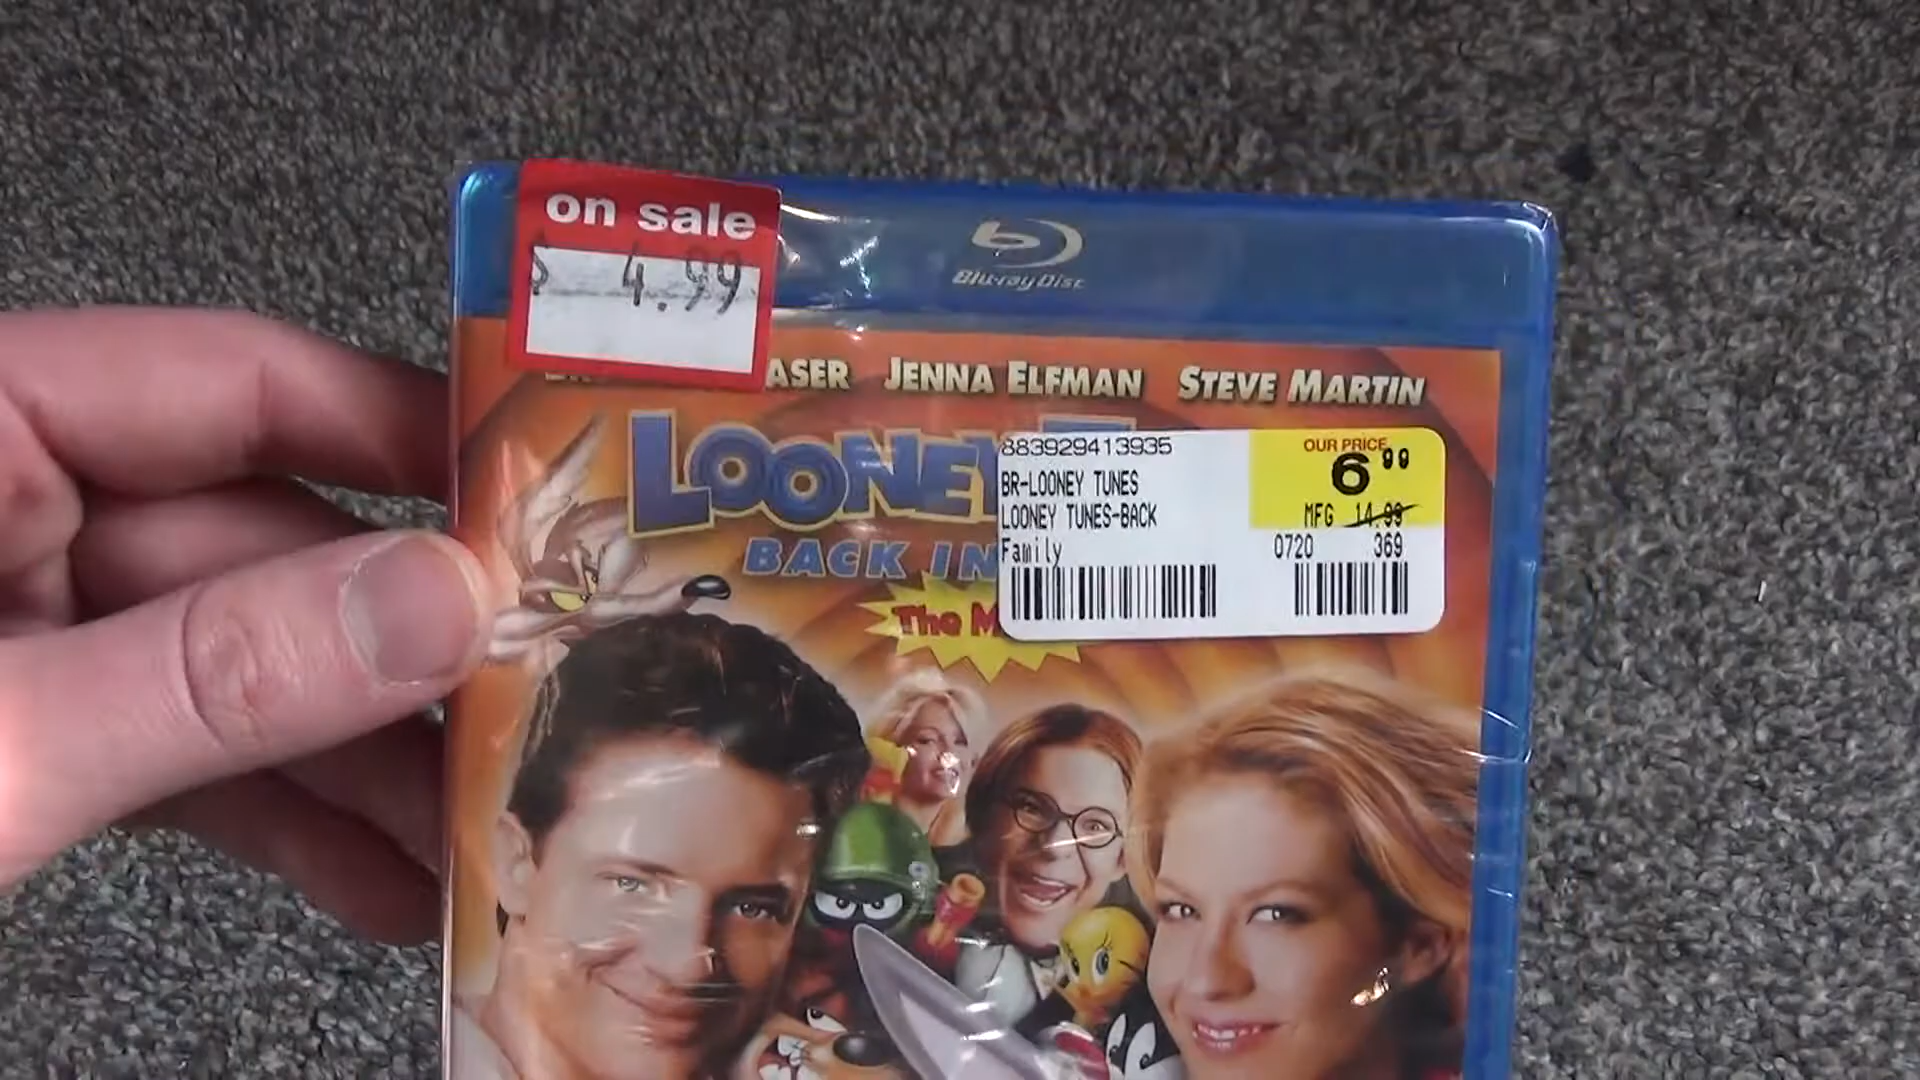 on sale
$ 4.99
Blu-ray Disc
ASER JENNA ELFMAN STEVE MARTIN
LOONEY
BACK IN
The M
883929413935
BR-LOONEY TUNES
LOONEY TUNES-BACK
Family
OUR PRICE
6 99
MFG 14.99
0720 369